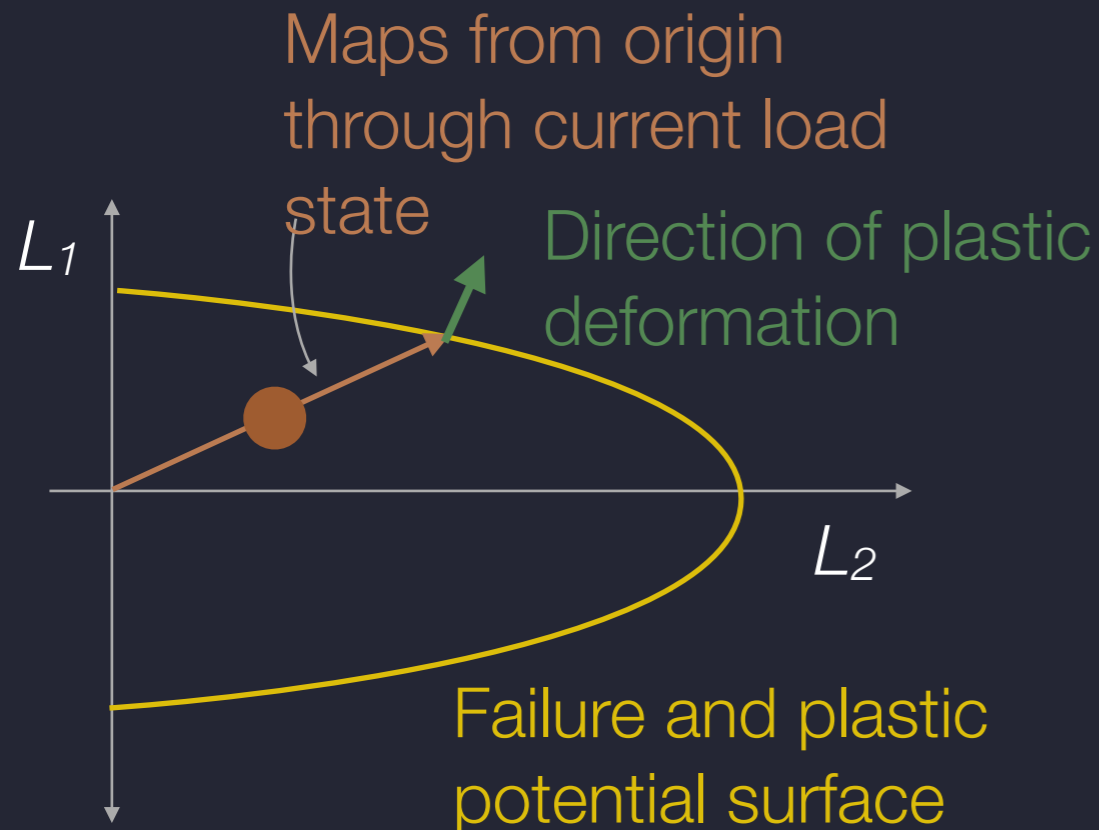 Maps from origin
through current load
state
L1
Direction of plastic
deformation
L2
Failure and plastic
potential surface